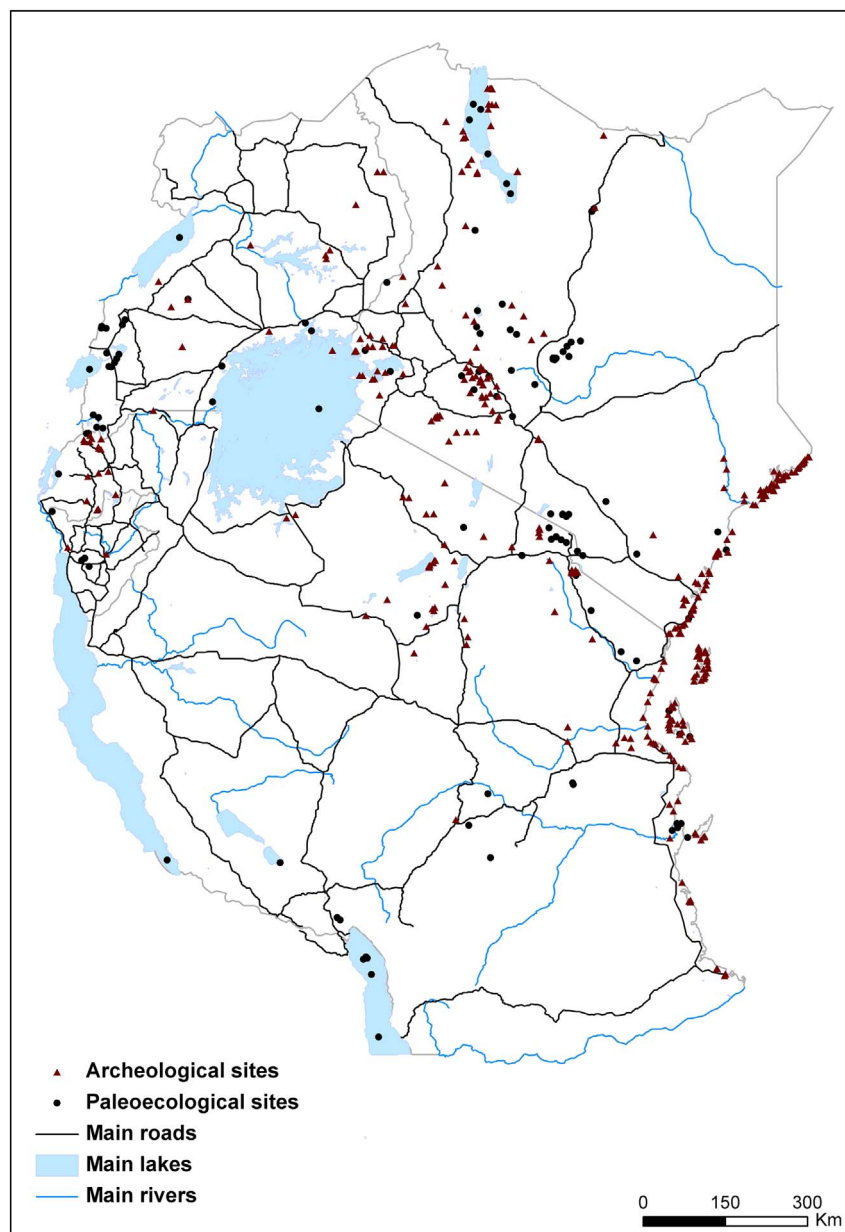 Archeological sites
Paleoecological sites
Main roads
Main lakes
Main rivers
0 150 300
Km